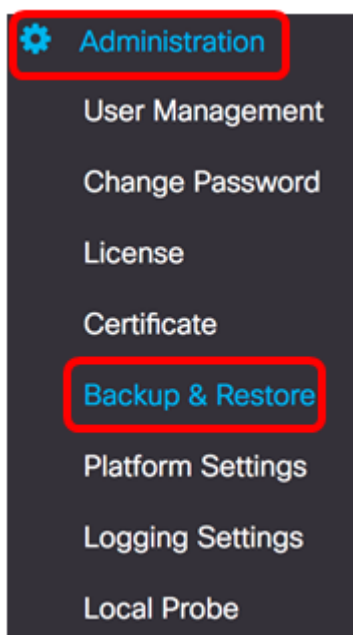 Administration
User Management
Change Password
License
Certificate
Backup & Restore
Platform Settings
Logging Settings
Local Probe